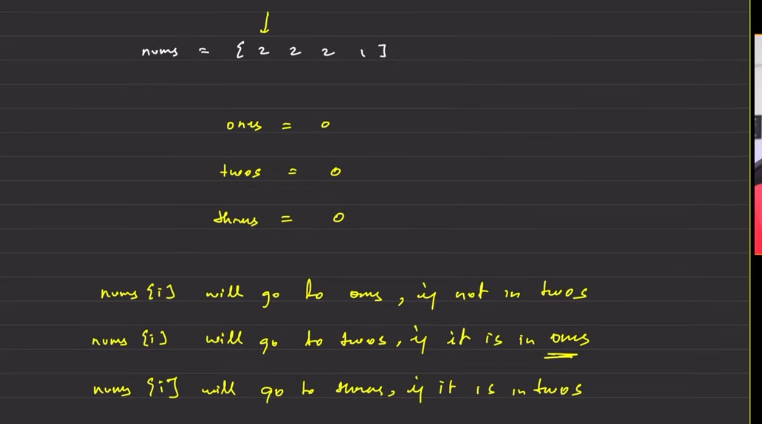 nums = { 2 2 2 1 ]
ones = 0
twos = 0
threes = 0
nums [i] will go to ones, if not in twos
nums [i] will go to twos, if it is in ones
nums [i] will go to threes, if it is in twos